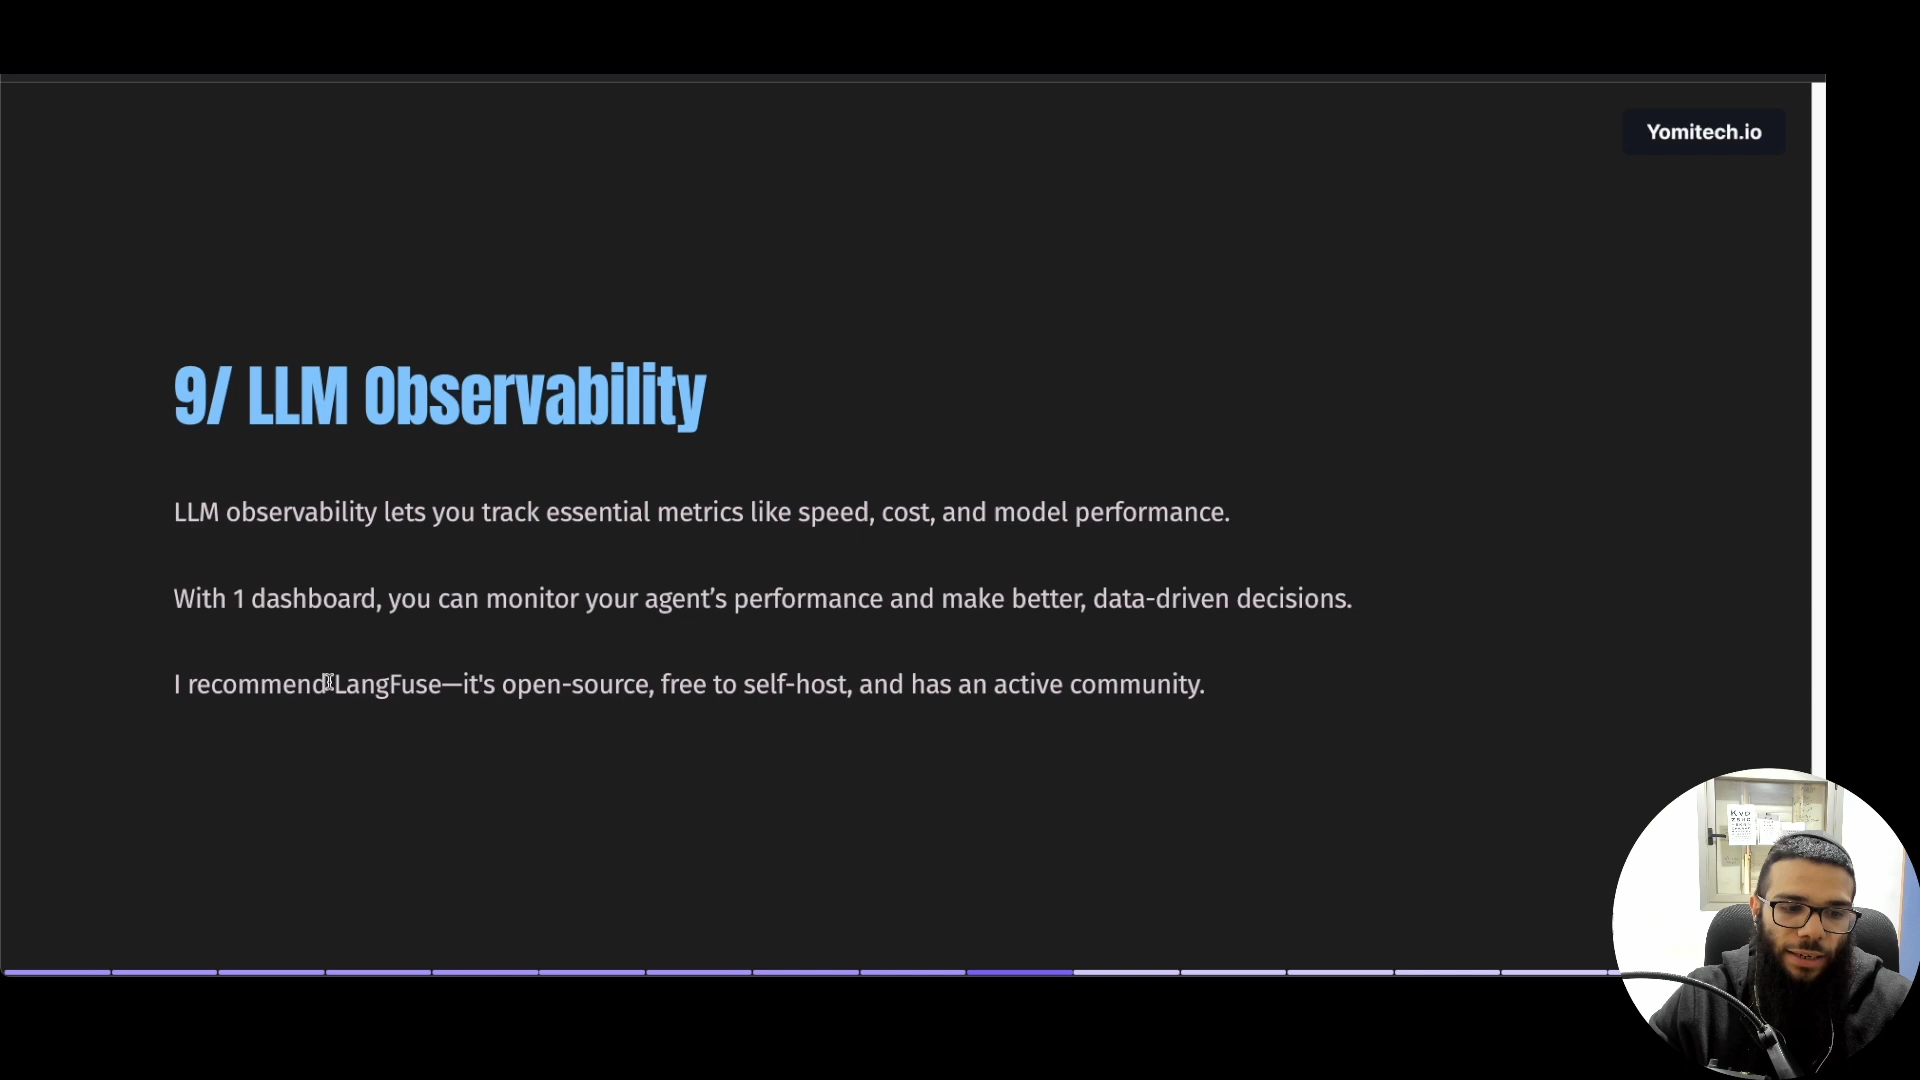 Yomitech.io
9/ LLM Observability
LLM observability lets you track essential metrics like speed, cost, and model performance.
With 1 dashboard, you can monitor your agent’s performance and make better, data-driven decisions.
I recommend LangFuse—it's open-source, free to self-host, and has an active community.